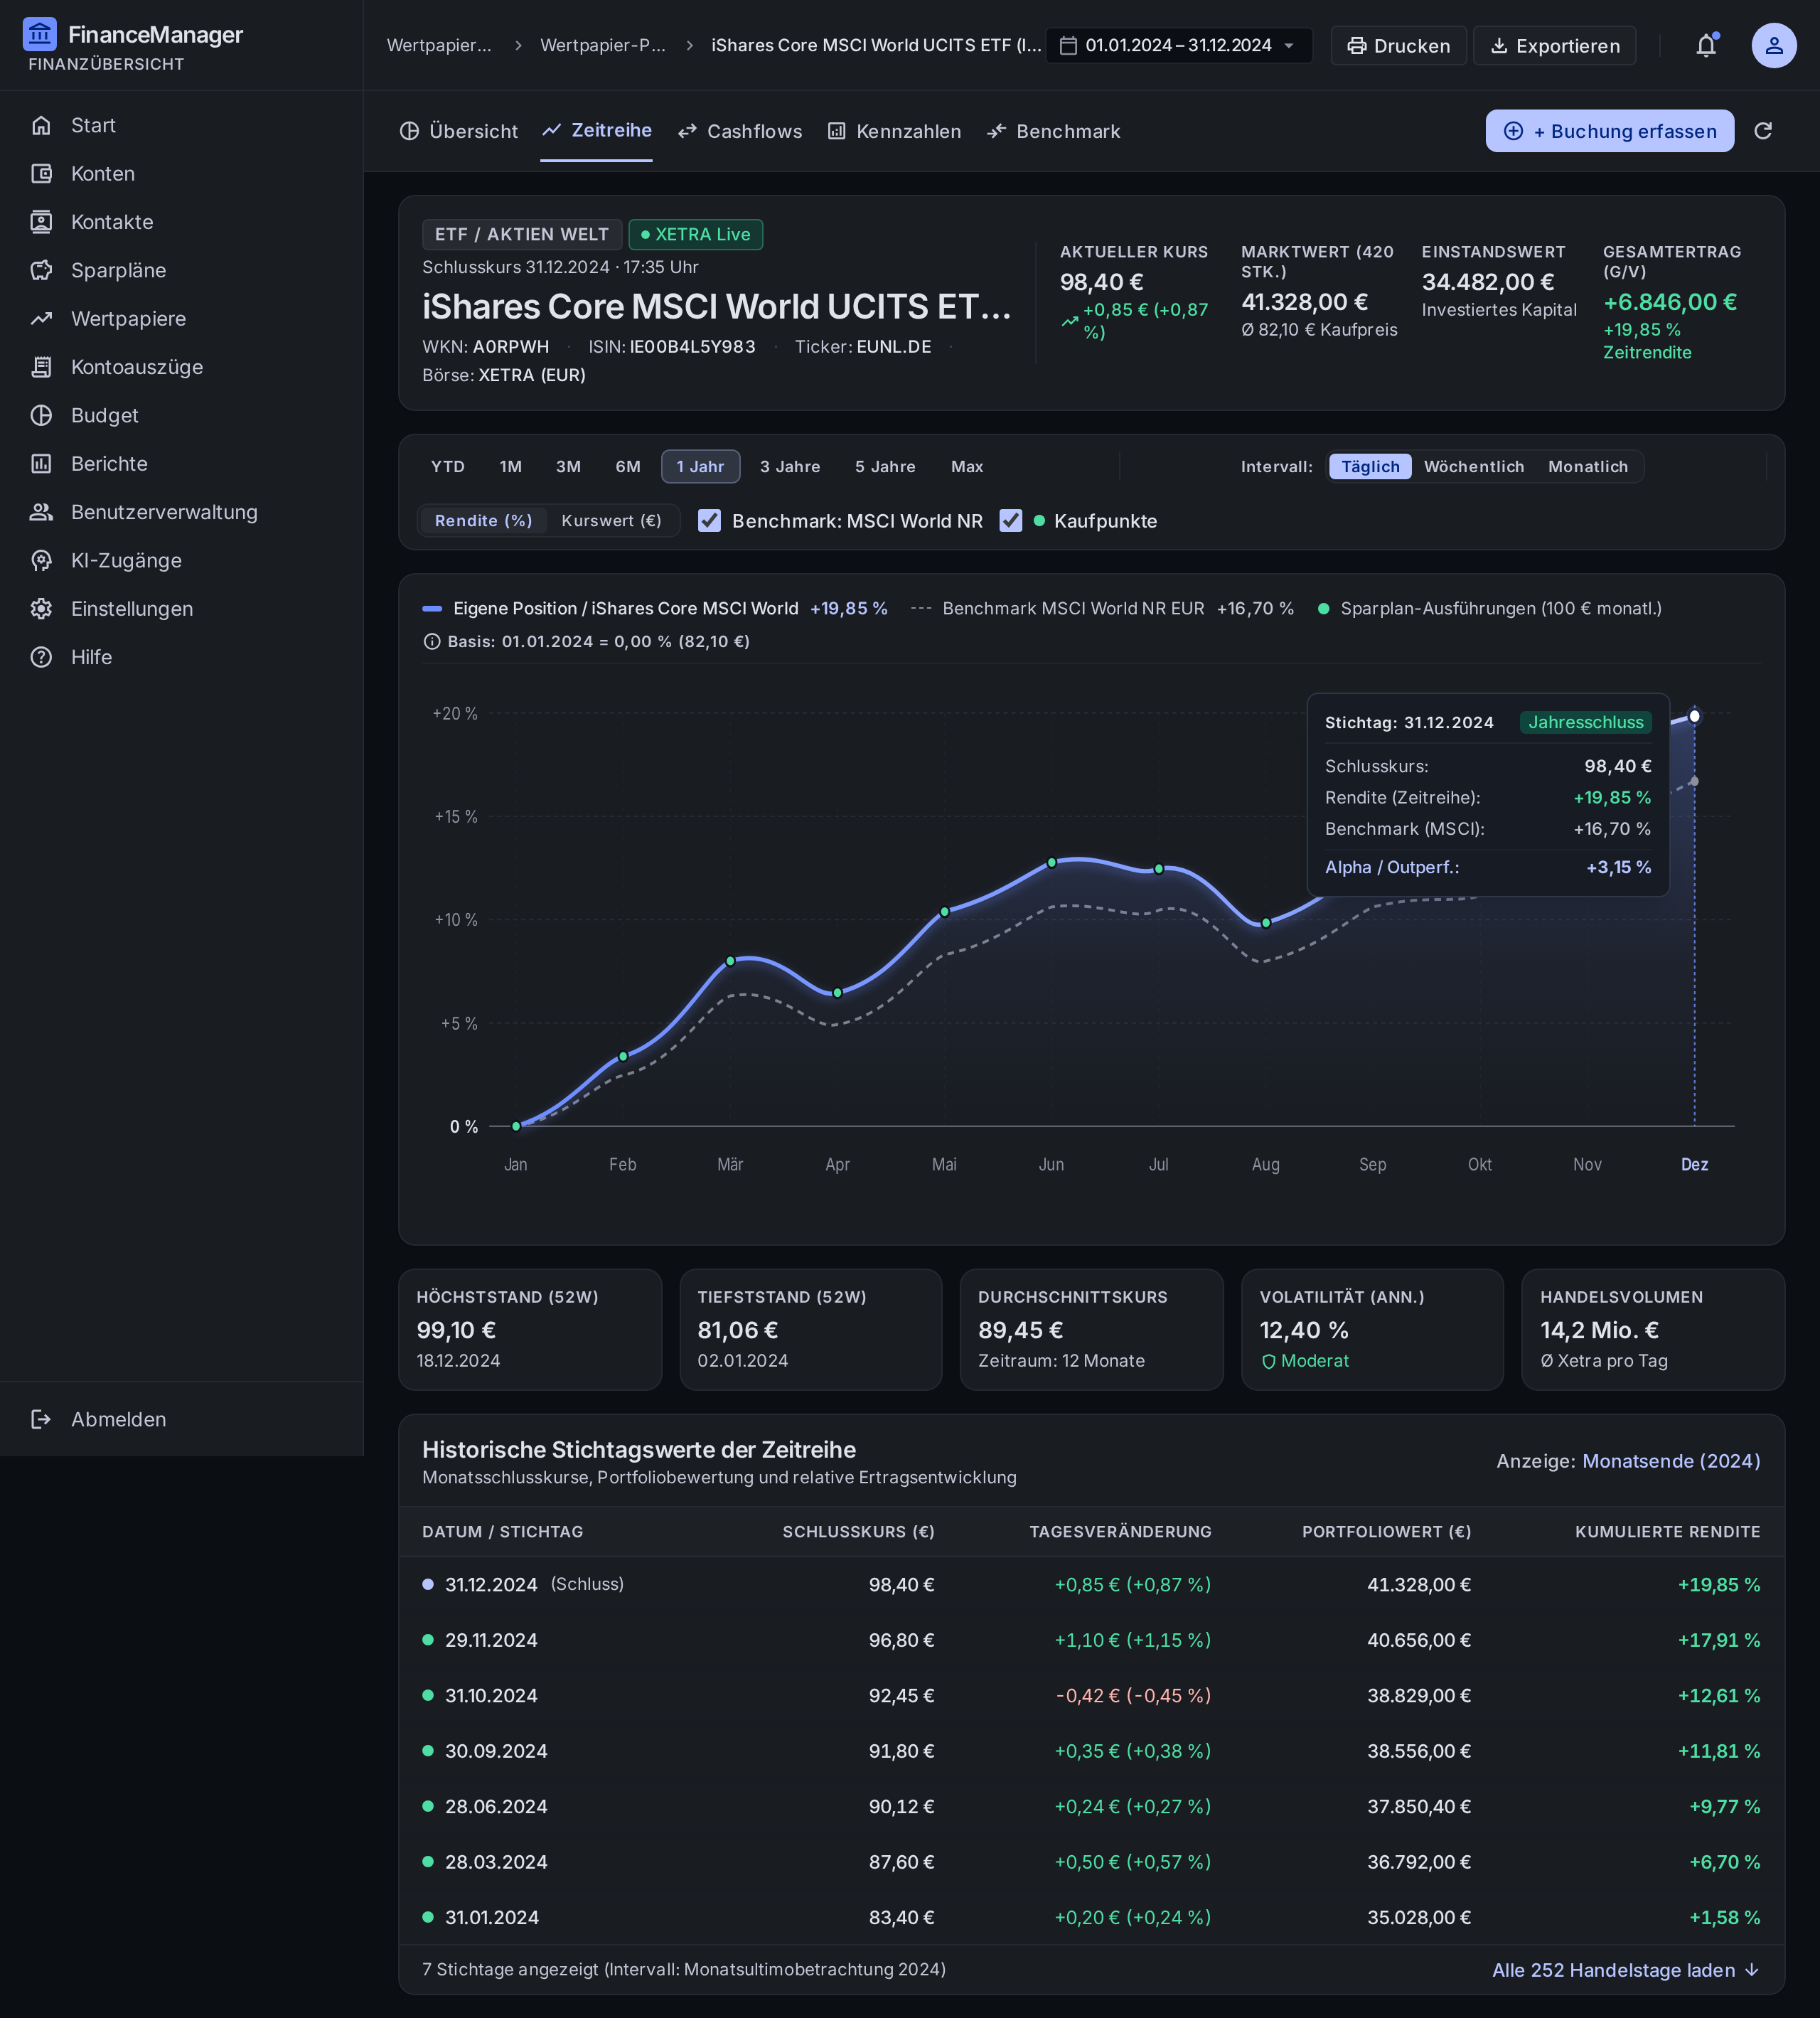 FinanceManager
FINANZÜBERSICHT
Start
Konten
Kontakte
Sparpläne
Wertpapiere
Kontoauszüge
Budget
Berichte
Benutzerverwaltung
KI-Zugänge
Einstellungen
Hilfe
Abmelden
Wertpapier... Wertpapier-P... iShares Core MSCI World UCITS ETF (I... 01.01.2024 – 31.12.2024 Drucken Exportieren
Übersicht Zeitreihe Cashflows Kennzahlen Benchmark + Buchung erfassen
ETF / AKTIEN WELT XETRA Live
Schlusskurs 31.12.2024 · 17:35 Uhr
iShares Core MSCI World UCITS ET...
WKN: A0RPWH · ISIN: IE00B4L5Y983 · Ticker: EUNL.DE ·
Börse: XETRA (EUR)
AKTUELLER KURS
98,40 €
+0,85 € (+0,87
%)
MARKTWERT (420
STK.)
41.328,00 €
Ø 82,10 € Kaufpreis
EINSTANDSWERT
34.482,00 €
Investiertes Kapital
GESAMTERTRAG
(G/V)
+6.846,00 €
+19,85 %
Zeitrendite
YTD 1M 3M 6M 1 Jahr 3 Jahre 5 Jahre Max Intervall: Täglich Wöchentlich Monatlich
Rendite (%) Kurswert (€) Benchmark: MSCI World NR Kaufpunkte
Eigene Position / iShares Core MSCI World +19,85 % Benchmark MSCI World NR EUR +16,70 % Sparplan-Ausführungen (100 € monatl.)
Basis: 01.01.2024 = 0,00 % (82,10 €)
+20 %
+15 %
+10 %
+5 %
0 %
Stichtag: 31.12.2024 Jahresschluss
Schlusskurs: 98,40 €
Rendite (Zeitreihe): +19,85 %
Benchmark (MSCI): +16,70 %
Alpha / Outperf.: +3,15 %
Jan Feb Mär Apr Mai Jun Jul Aug Sep Okt Nov Dez
HÖCHSTSTAND (52W)
99,10 €
18.12.2024
TIEFSTSTAND (52W)
81,06 €
02.01.2024
DURCHSCHNITTSKURS
89,45 €
Zeitraum: 12 Monate
VOLATILITÄT (ANN.)
12,40 %
Moderat
HANDELSVOLUMEN
14,2 Mio. €
Ø Xetra pro Tag
Historische Stichtagswerte der Zeitreihe
Monatsschlusskurse, Portfoliobewertung und relative Ertragsentwicklung
Anzeige: Monatsende (2024)
DATUM / STICHTAG SCHLUSSKURS (€) TAGESVERÄNDERUNG PORTFOLIOWERT (€) KUMULIERTE RENDITE
31.12.2024 (Schluss) 98,40 € +0,85 € (+0,87 %) 41.328,00 € +19,85 %
29.11.2024 96,80 € +1,10 € (+1,15 %) 40.656,00 € +17,91 %
31.10.2024 92,45 € -0,42 € (-0,45 %) 38.829,00 € +12,61 %
30.09.2024 91,80 € +0,35 € (+0,38 %) 38.556,00 € +11,81 %
28.06.2024 90,12 € +0,24 € (+0,27 %) 37.850,40 € +9,77 %
28.03.2024 87,60 € +0,50 € (+0,57 %) 36.792,00 € +6,70 %
31.01.2024 83,40 € +0,20 € (+0,24 %) 35.028,00 € +1,58 %
7 Stichtage angezeigt (Intervall: Monatsultimobetrachtung 2024) Alle 252 Handelstage laden